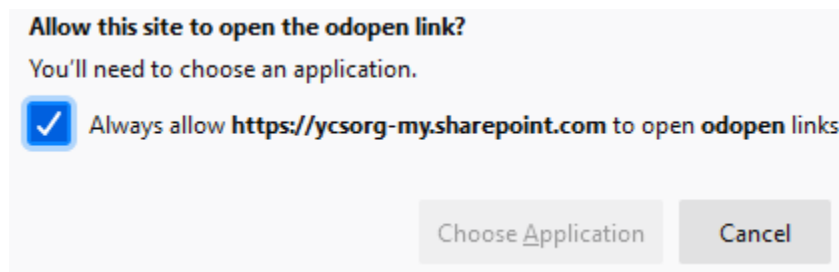 Allow this site to open the odopen link?
You’ll need to choose an application.
Always allow https://ycsorg-my.sharepoint.com to open odopen links
Choose Application
Cancel